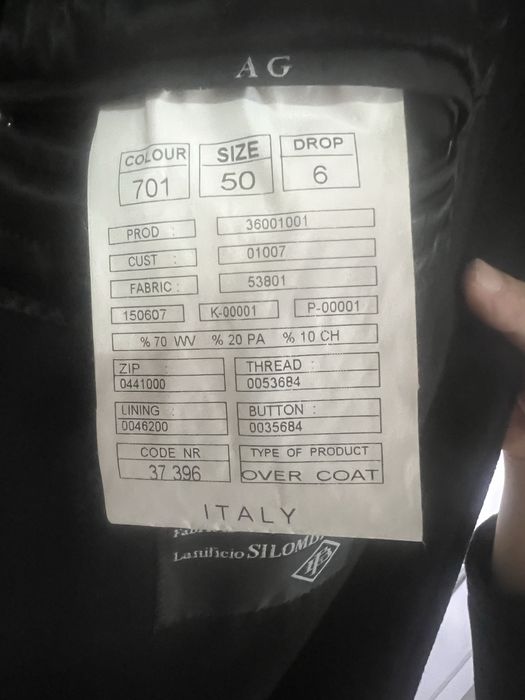 AG
COLOUR SIZE DROP
701 50 6
PROD : 36001001
CUST : 01007
FABRIC : 53801
150607 K-00001 P-00001
% 70 WV % 20 PA % 10 CH
ZIP : THREAD :
0441000 0053684
LINING : BUTTON :
0046200 0035684
CODE NR TYPE OF PRODUCT
37 396 OVER COAT
ITALY
Lanificio